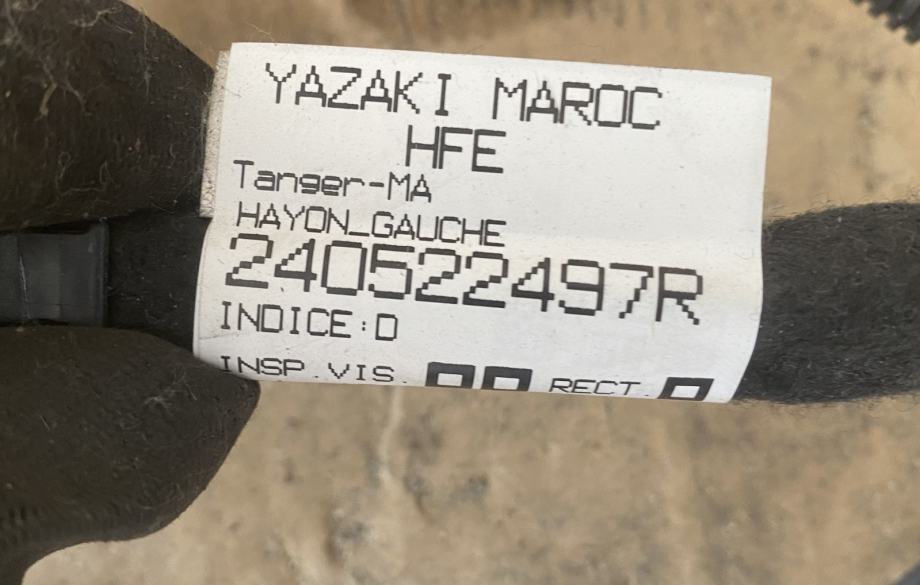 YAZAKI MAROC
HFE
Tanger-MA
HAYON_GAUCHE
240522497R
INDICE:D
INSP.VIS. RECT.